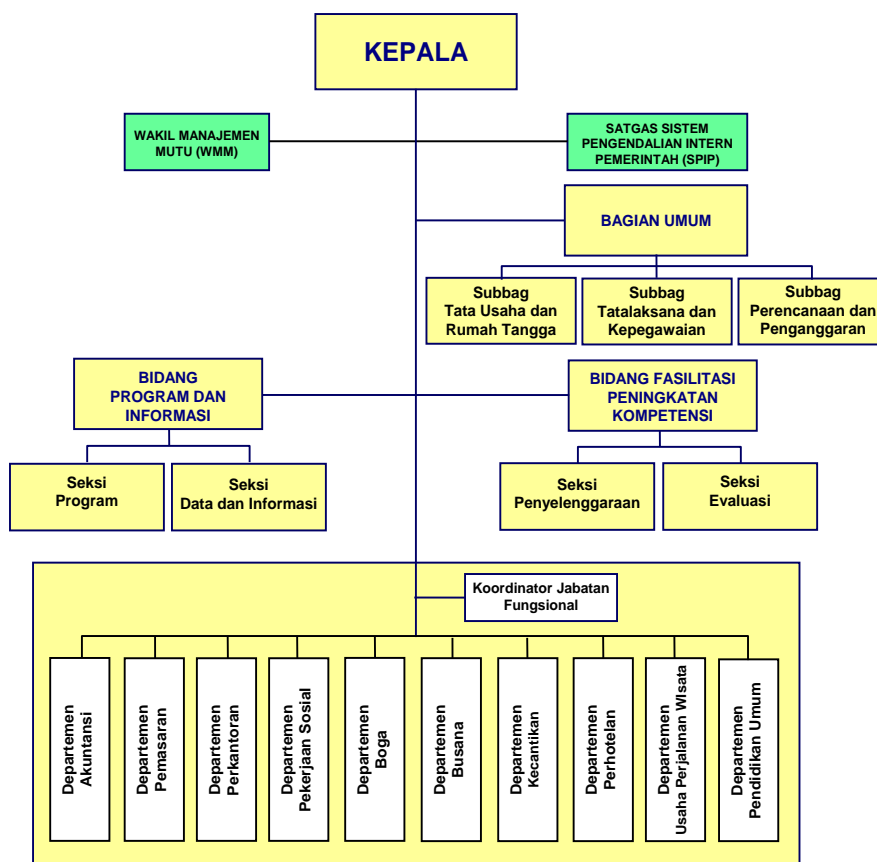 KEPALA
WAKIL MANAJEMEN
MUTU (WMM)
SATGAS SISTEM
PENGENDALIAN INTERN
PEMERINTAH (SPIP)
BAGIAN UMUM
Subbag
Tata Usaha dan
Rumah Tangga
Subbag
Tatalaksana dan
Kepegawaian
Subbag
Perencanaan dan
Penganggaran
BIDANG
PROGRAM DAN
INFORMASI
BIDANG FASILITASI
PENINGKATAN
KOMPETENSI
Seksi
Program
Seksi
Data dan Informasi
Seksi
Penyelenggaraan
Seksi
Evaluasi
Koordinator Jabatan
Fungsional
Departemen
Akuntansi
Departemen
Pemasaran
Departemen
Perkantoran
Departemen
Pekerjaan Sosial
Departemen
Boga
Departemen
Busana
Departemen
Kecantikan
Departemen
Perhotelan
Departemen
Usaha Perjalanan WIsata
Departemen
Pendidikan Umum